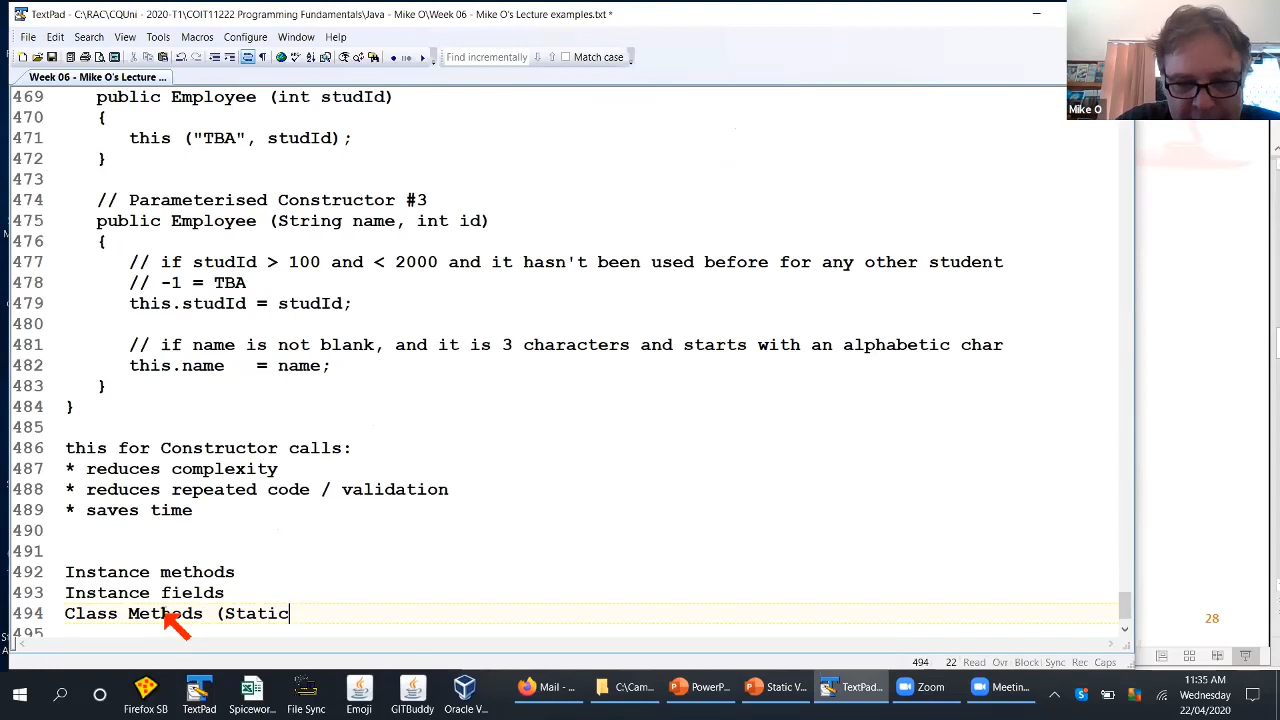 TextPad - C:\RAC\CQUni - 2020-T1\COIT11222 Programming Fundamentals\Java - Mike O\Week 06 - Mike O's Lecture examples.txt *
File Edit Search View Tools Macros Configure Window Help
Find incrementally Match case
Week 06 - Mike O's Lecture ...
Mike O
469 public Employee (int studId)
470 {
471 this ("TBA", studId);
472 }
473
474 // Parameterised Constructor #3
475 public Employee (String name, int id)
476 {
477 // if studId > 100 and < 2000 and it hasn't been used before for any other student
478 // -1 = TBA
479 this.studId = studId;
480
481 // if name is not blank, and it is 3 characters and starts with an alphabetic char
482 this.name = name;
483 }
484 }
485
486 this for Constructor calls:
487 * reduces complexity
488 * reduces repeated code / validation
489 * saves time
490
491
492 Instance methods
493 Instance fields
494 Class Methods (Static
495
28
494 22 Read Ovr Block Sync Rec Caps
Firefox SB TextPad Spicewor... File Sync Emoji GITBuddy Oracle V... Mail - ... C:\Cam... PowerP... Static V... TextPad... Zoom Meetin...
11:35 AM
Wednesday
22/04/2020